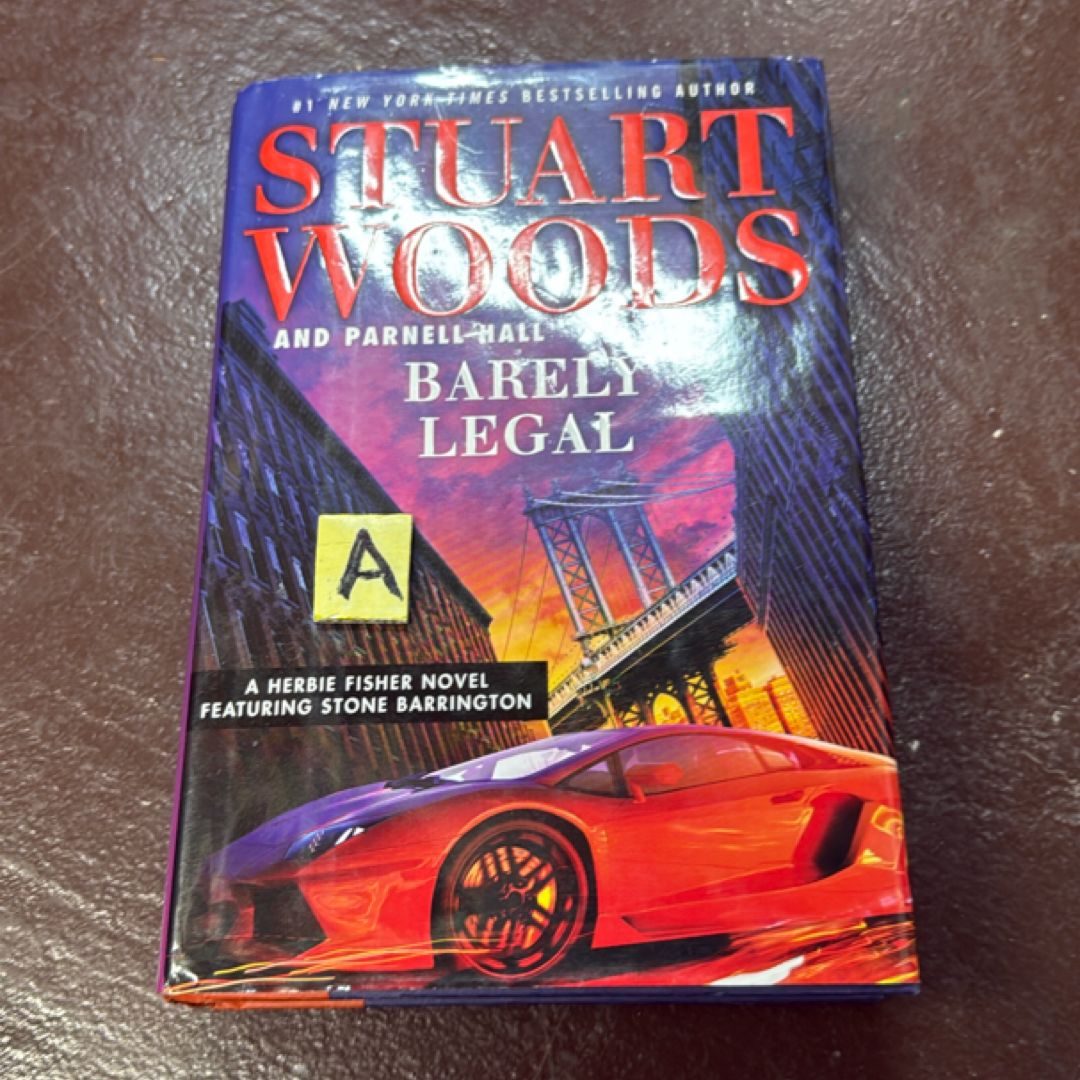 #1 NEW YORK TIMES BESTSELLING AUTHOR
STUART
WOODS
AND PARNELL HALL
BARELY
LEGAL
A
A HERBIE FISHER NOVEL
FEATURING STONE BARRINGTON